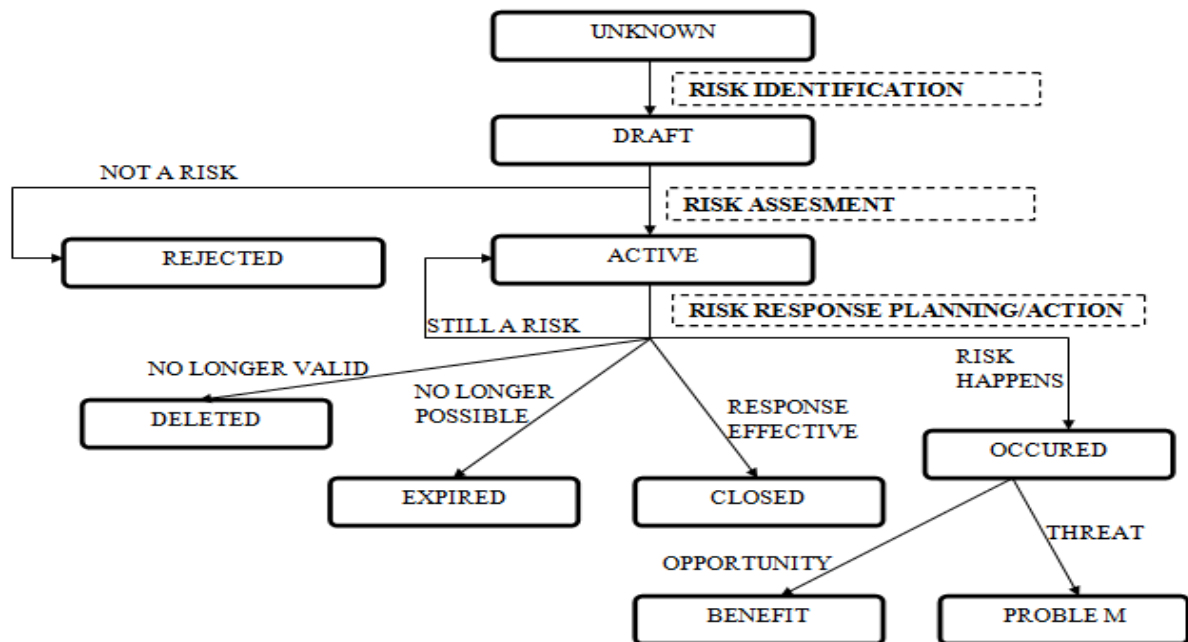 UNKNOWN
RISK IDENTIFICATION
DRAFT
NOT A RISK
RISK ASSESMENT
REJECTED
ACTIVE
RISK RESPONSE PLANNING/ACTION
STILL A RISK
NO LONGER VALID
RISK
HAPPENS
NO LONGER
POSSIBLE
RESPONSE
EFFECTIVE
DELETED
OCCURED
EXPIRED
CLOSED
THREAT
OPPORTUNITY
BENEFIT
PROBLE M